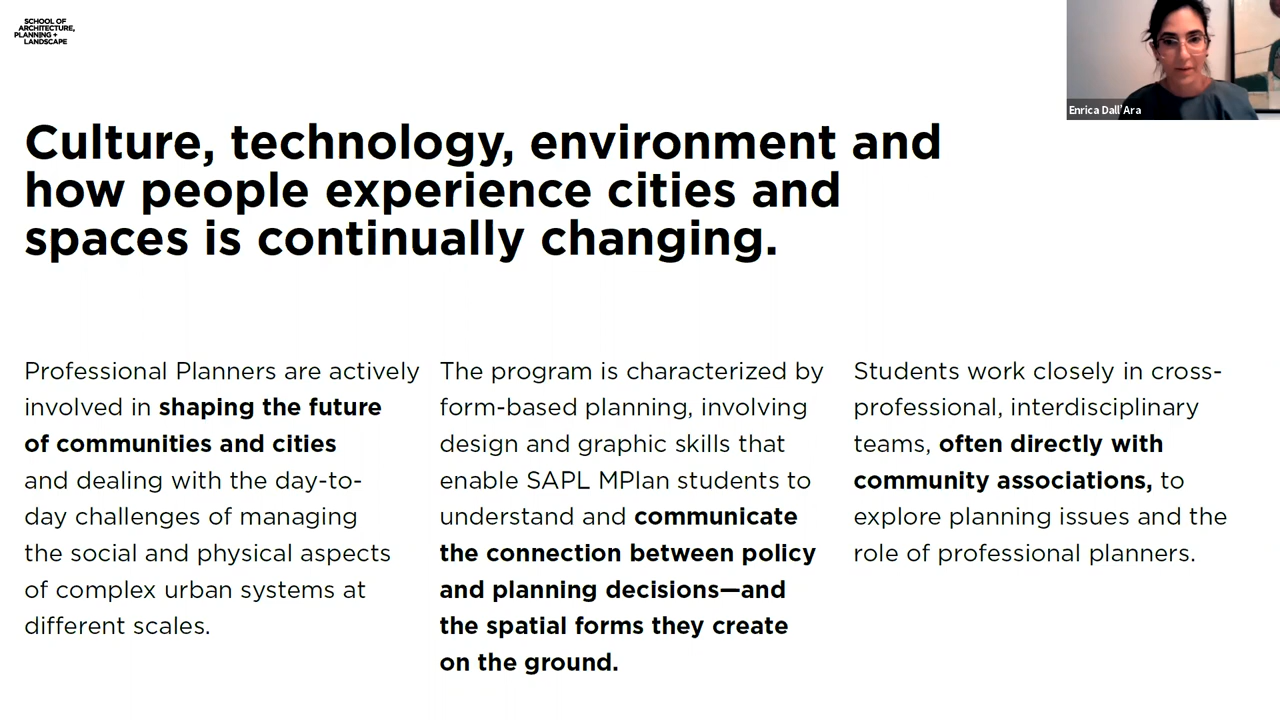 SCHOOL OF
ARCHITECTURE,
PLANNING +
LANDSCAPE
Enrica Dall'Ara
Culture, technology, environment and
how people experience cities and
spaces is continually changing.
Professional Planners are actively
involved in shaping the future
of communities and cities
and dealing with the day-to-
day challenges of managing
the social and physical aspects
of complex urban systems at
different scales.
The program is characterized by
form-based planning, involving
design and graphic skills that
enable SAPL MPlan students to
understand and communicate
the connection between policy
and planning decisions—and
the spatial forms they create
on the ground.
Students work closely in cross-
professional, interdisciplinary
teams, often directly with
community associations, to
explore planning issues and the
role of professional planners.